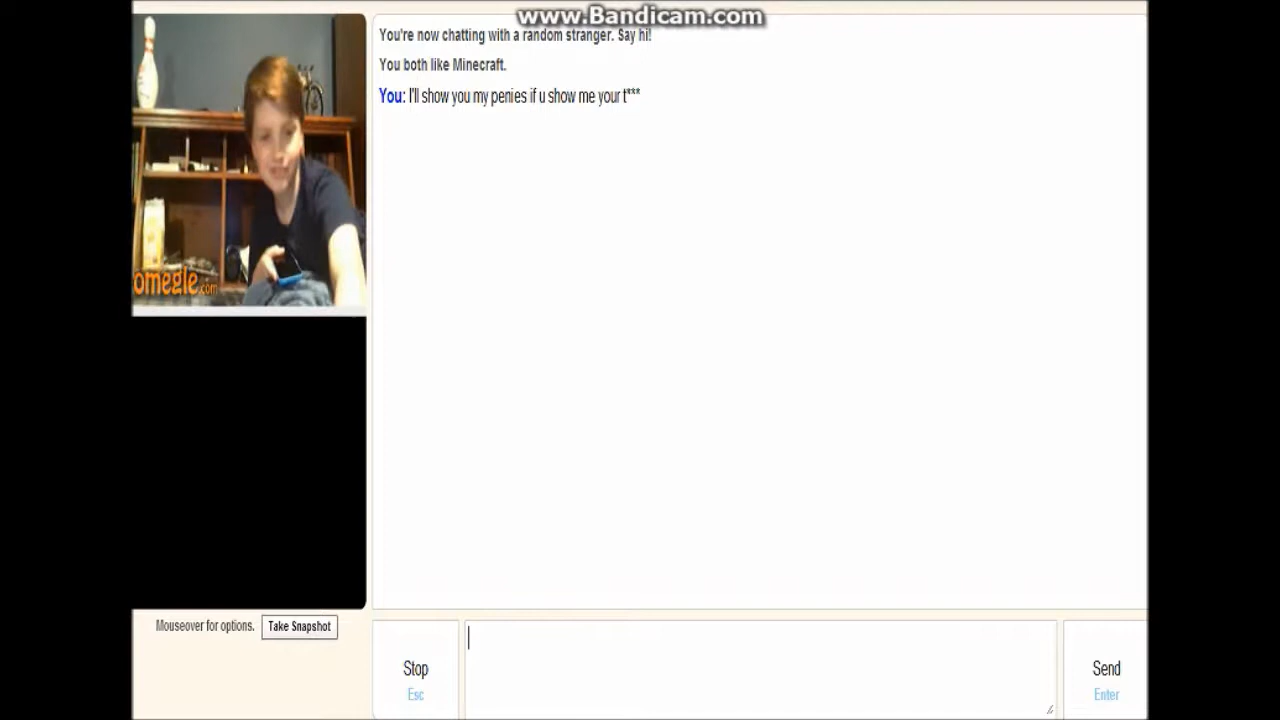 www.Bandicam.com
You're now chatting with a random stranger. Say hi!
You both like Minecraft.
You: I'll show you my penies if u show me your t***
omegle.com
Mouseover for options. Take Snapshot
Stop
Esc
Send
Enter